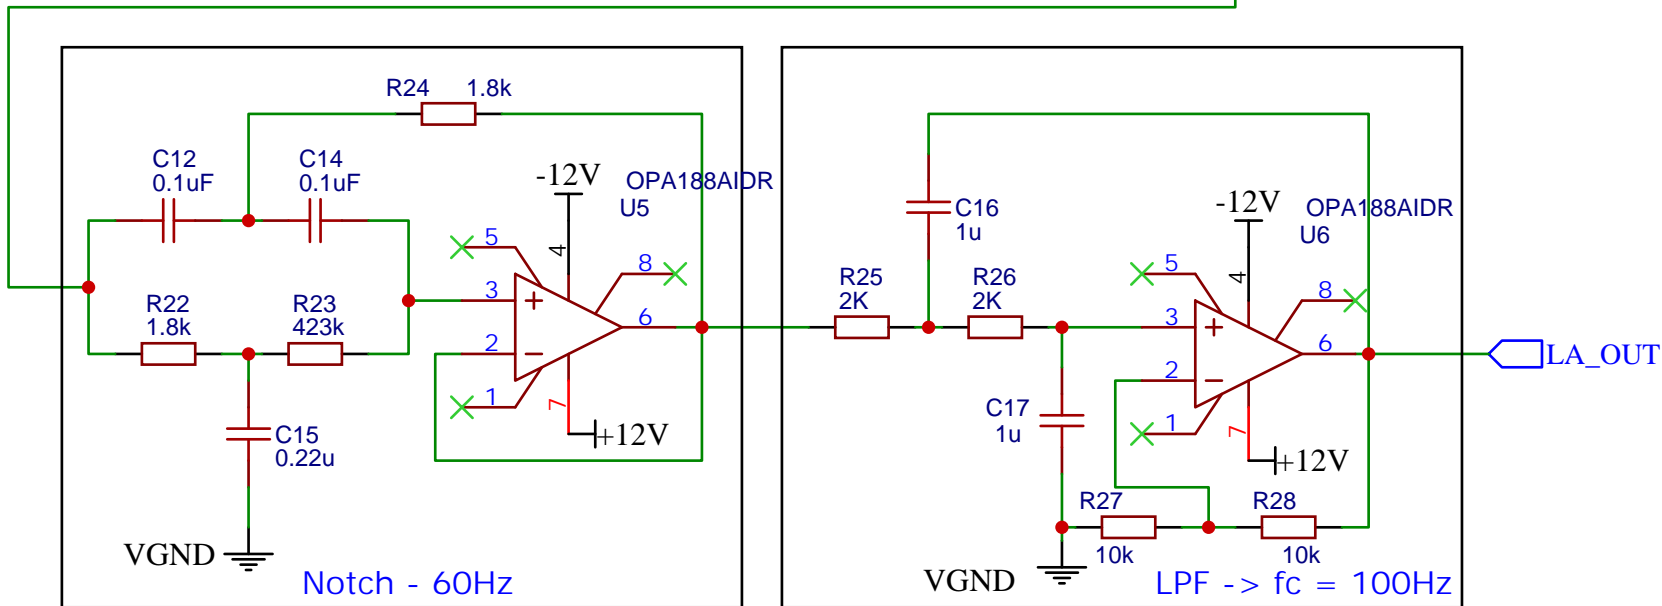 R24 1.8k
C12
0.1uF
C14
0.1uF
-12V
OPA188AIDR
U5
5
4
8
3
6
2
1
7
+12V
R22
1.8k
R23
423k
C15
0.22u
VGND
Notch - 60Hz
C16
1u
-12V
OPA188AIDR
U6
R25
2K
R26
2K
5
4
8
3
6
2
1
7
+12V
LA_OUT
C17
1u
R27
10k
R28
10k
VGND
LPF -> fc = 100Hz